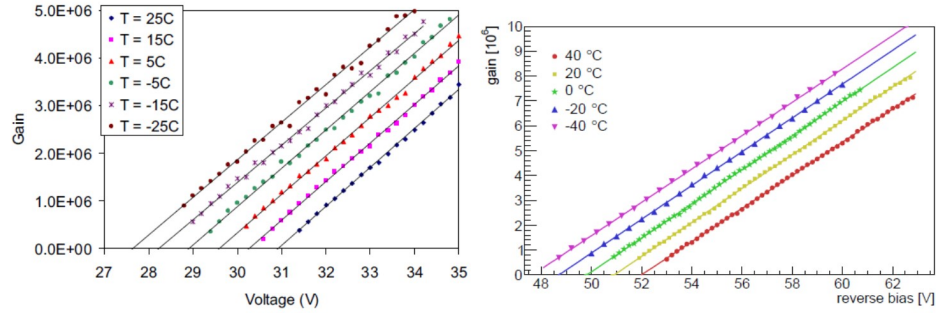 5.0E+06
4.0E+06
3.0E+06
2.0E+06
1.0E+06
0.0E+00
Gain
T = 25C
T = 15C
T = 5C
T = -5C
T = -15C
T = -25C
27 28 29 30 31 32 33 34 35
Voltage (V)
gain [10⁶]
10
9
8
7
6
5
4
3
2
1
0
40 °C
20 °C
0 °C
-20 °C
-40 °C
48 50 52 54 56 58 60 62
reverse bias [V]